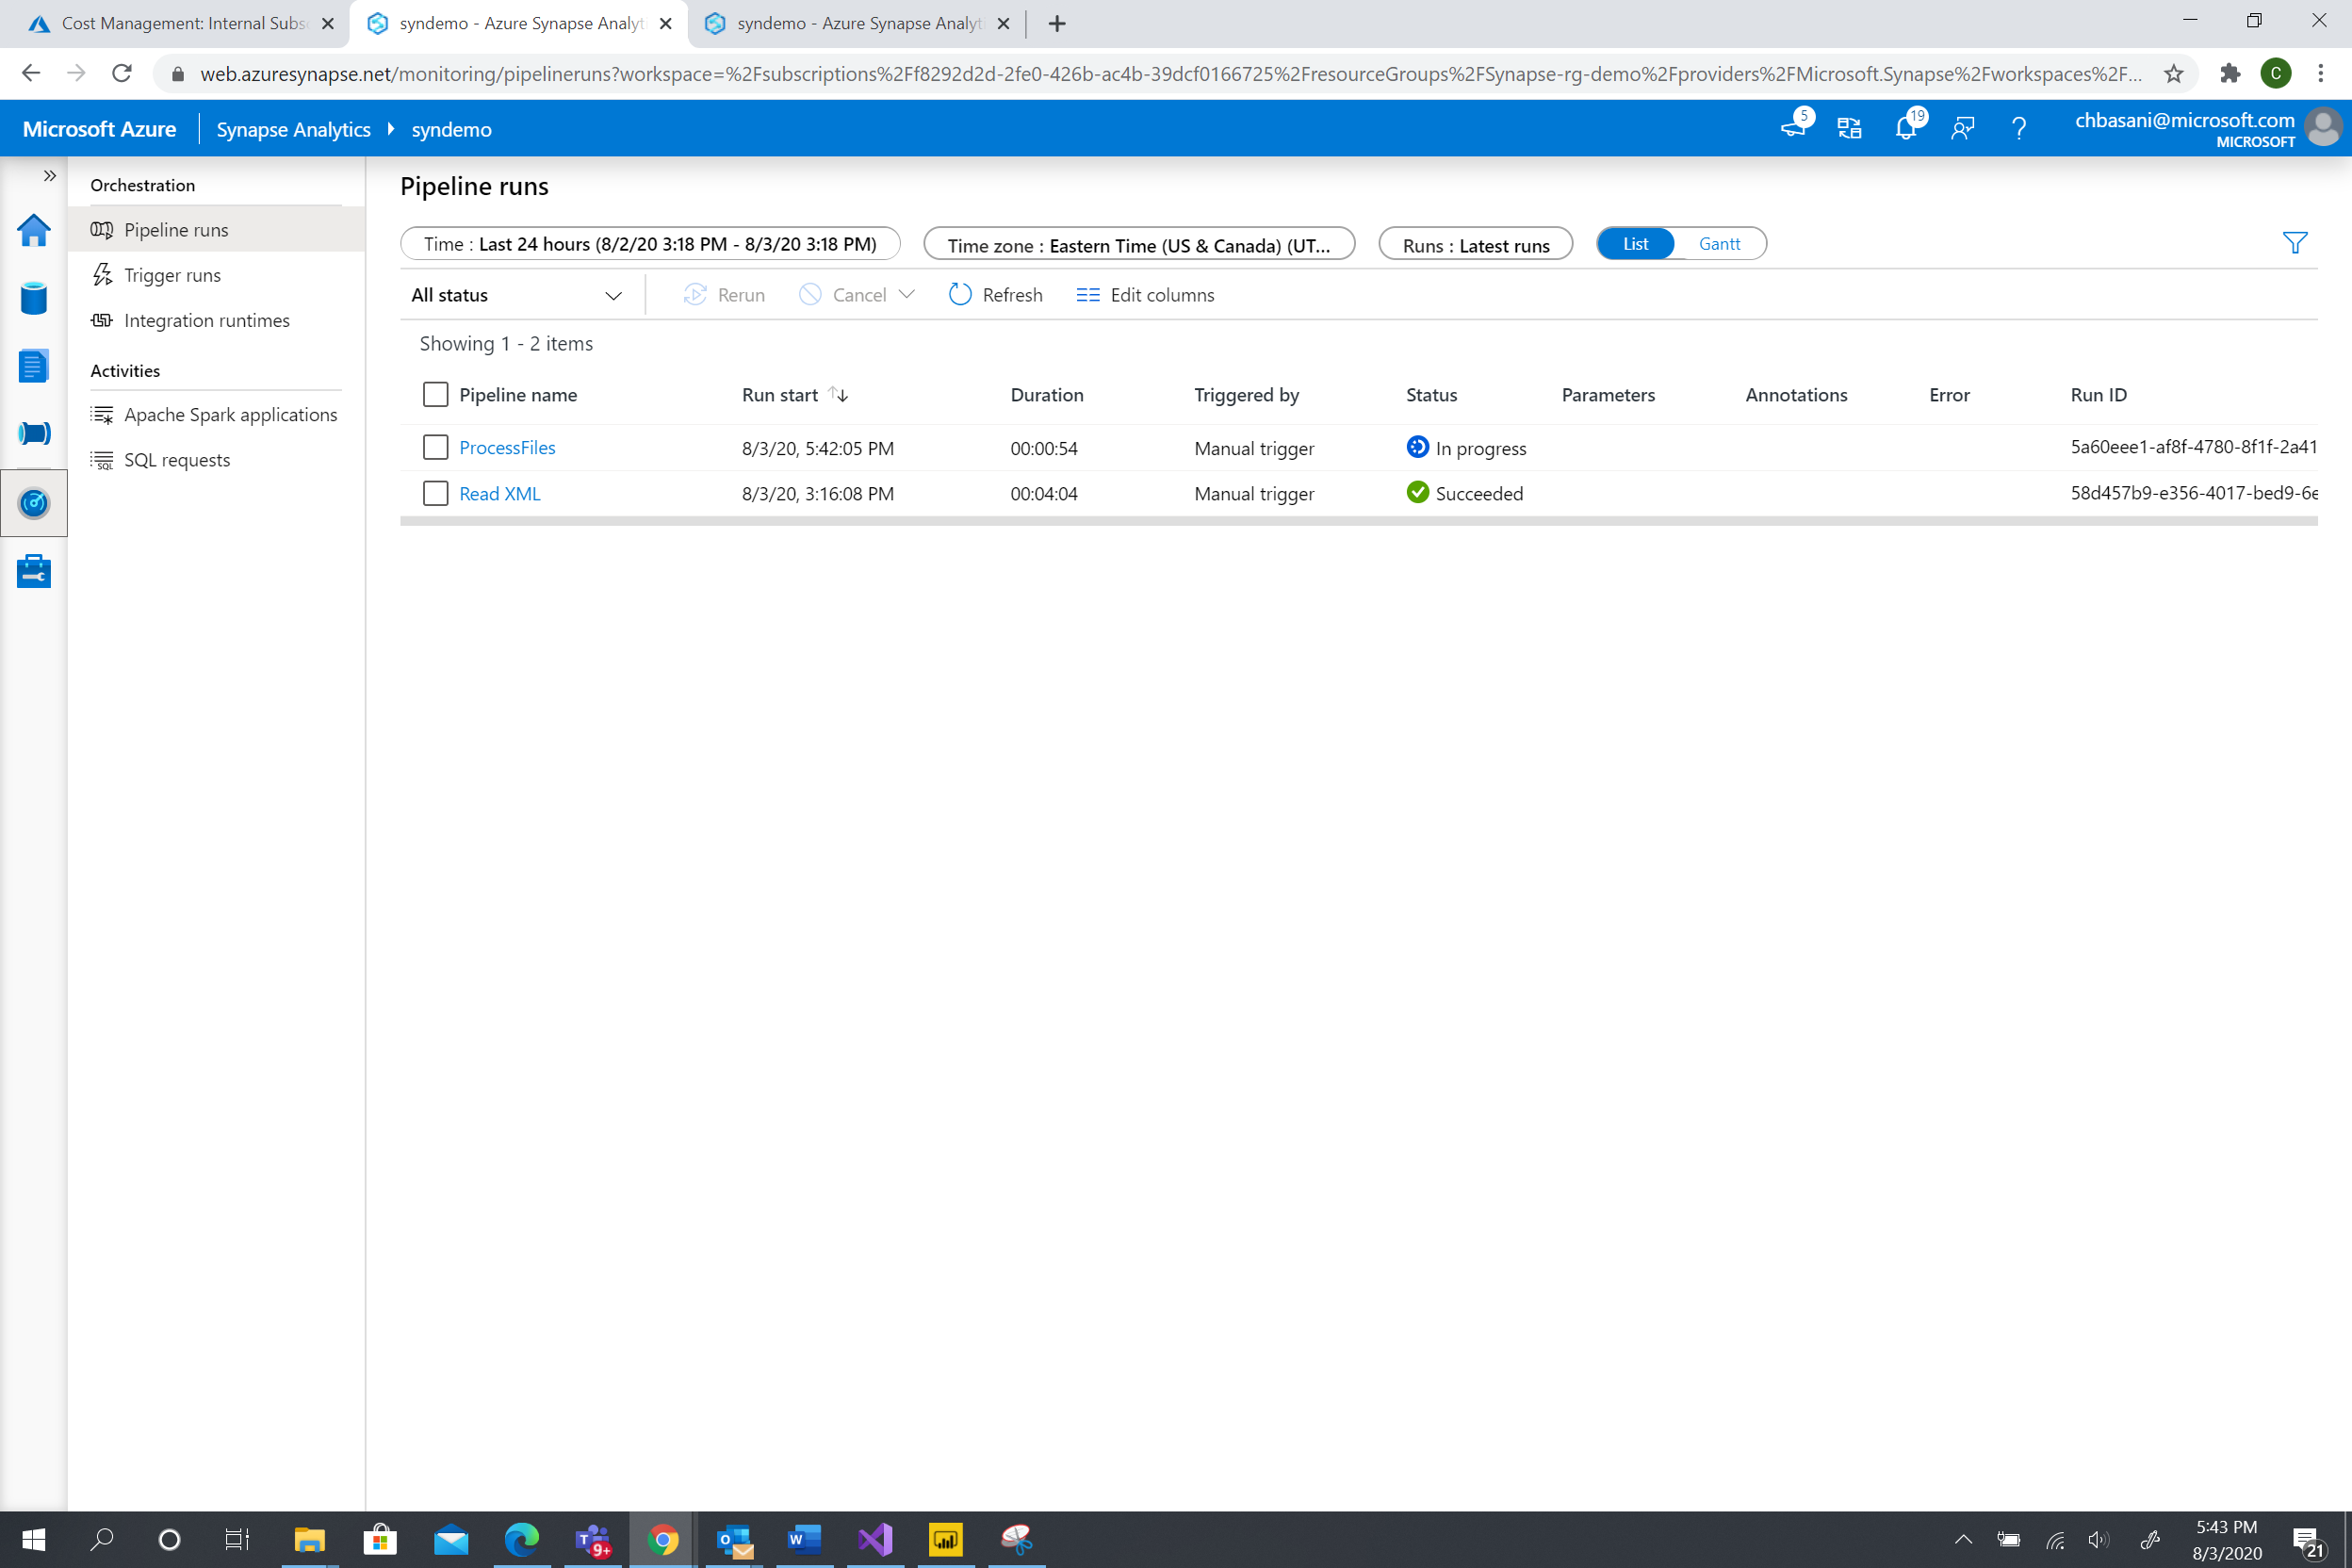 Cost Management: Internal Subs
syndemo - Azure Synapse Analyt
syndemo - Azure Synapse Analyt
web.azuresynapse.net/monitoring/pipelineruns?workspace=%2Fsubscriptions%2Ff8292d2d-2fe0-426b-ac4b-39dcf0166725%2FresourceGroups%2FSynapse-rg-demo%2Fproviders%2FMicrosoft.Synapse%2Fworkspaces%2F...
C
Microsoft Azure
Synapse Analytics
syndemo
5
19
chbasani@microsoft.com
MICROSOFT
Orchestration
Pipeline runs
Trigger runs
Integration runtimes
Activities
Apache Spark applications
SQL requests
Pipeline runs
Time : Last 24 hours (8/2/20 3:18 PM - 8/3/20 3:18 PM)
Time zone : Eastern Time (US & Canada) (UT...
Runs : Latest runs
List
Gantt
All status
Rerun
Cancel
Refresh
Edit columns
Showing 1 - 2 items
Pipeline name Run start Duration Triggered by Status Parameters Annotations Error Run ID
ProcessFiles 8/3/20, 5:42:05 PM 00:00:54 Manual trigger In progress 5a60eee1-af8f-4780-8f1f-2a41
Read XML 8/3/20, 3:16:08 PM 00:04:04 Manual trigger Succeeded 58d457b9-e356-4017-bed9-6e
9+
5:43 PM
8/3/2020
21